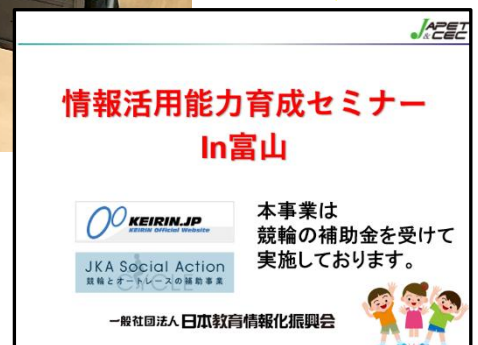 JAPET
&CEC
情報活用能力育成セミナー
In富山
KEIRIN.JP
KEIRIN Official Website
本事業は
競輪の補助金を受けて
実施しております。
JKA Social Action
競輪とオートレースの補助事業
CYCLE
一般社団法人日本教育情報化振興会